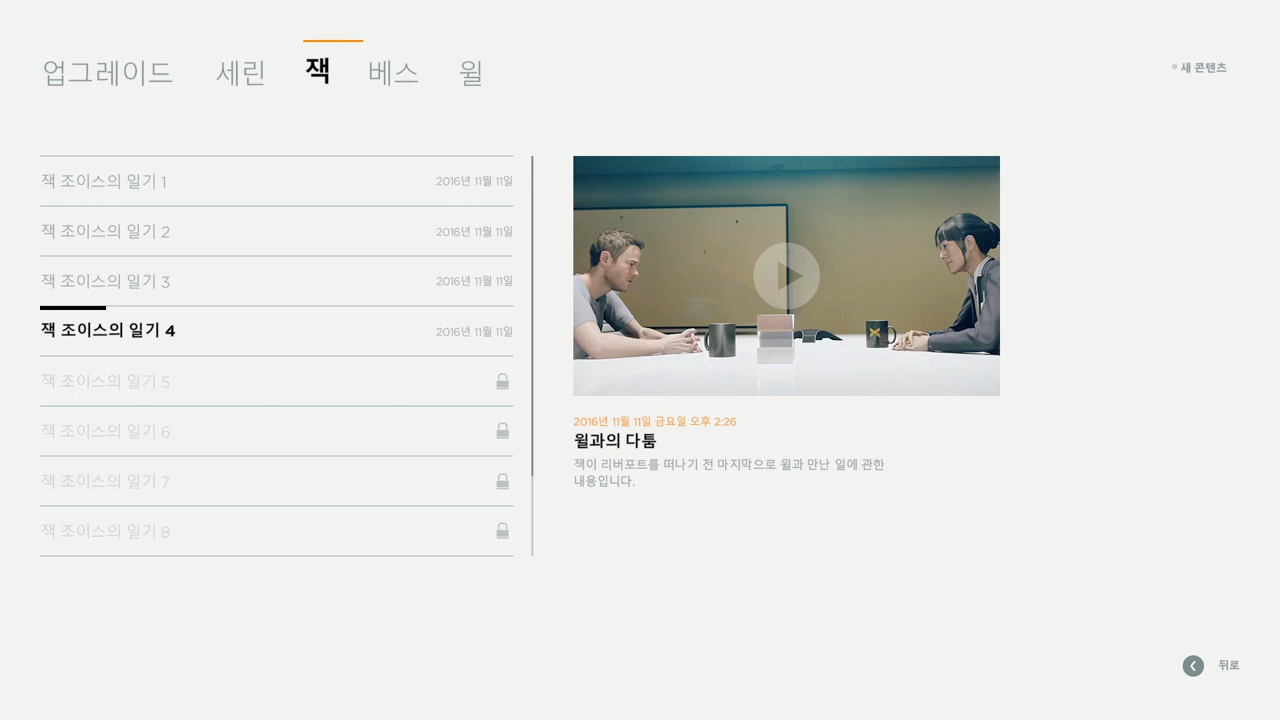 업그레이드 세린 잭 베스 윌
새 콘텐츠
잭 조이스의 일기 1 2016년 11월 11일
잭 조이스의 일기 2 2016년 11월 11일
잭 조이스의 일기 3 2016년 11월 11일
잭 조이스의 일기 4 2016년 11월 11일
잭 조이스의 일기 5
잭 조이스의 일기 6
잭 조이스의 일기 7
잭 조이스의 일기 8
2016년 11월 11일 금요일 오후 2:26
윌과의 다툼
잭이 리버포트를 떠나기 전 마지막으로 윌과 만난 일에 관한
내용입니다.
뒤로